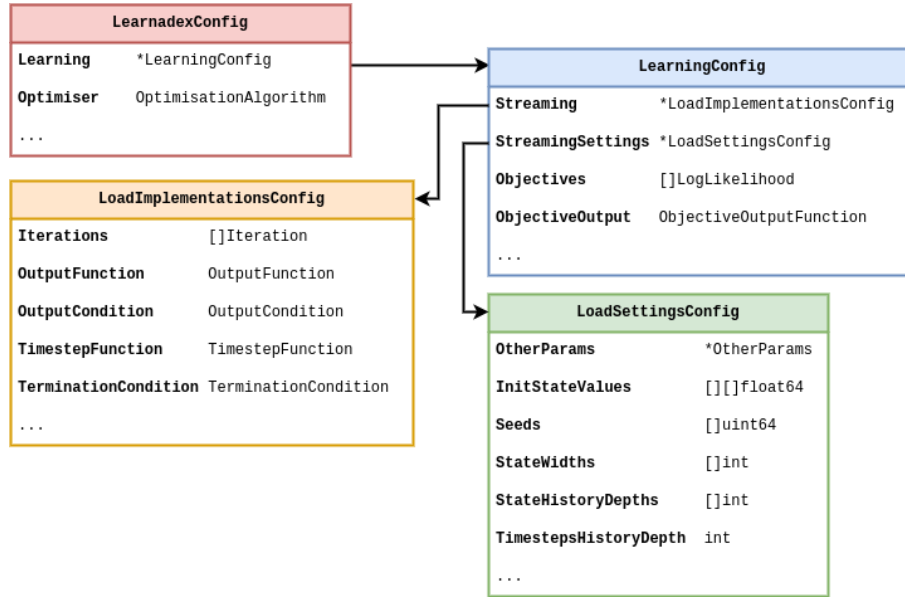 LearnadexConfig
Learning *LearningConfig
Optimiser OptimisationAlgorithm
...
LearningConfig
Streaming *LoadImplementationsConfig
StreamingSettings *LoadSettingsConfig
Objectives []LogLikelihood
ObjectiveOutput ObjectiveOutputFunction
...
LoadImplementationsConfig
Iterations []Iteration
OutputFunction OutputFunction
OutputCondition OutputCondition
TimestepFunction TimestepFunction
TerminationCondition TerminationCondition
...
LoadSettingsConfig
OtherParams *OtherParams
InitStateValues [][]float64
Seeds []uint64
StateWidths []int
StateHistoryDepths []int
TimestepsHistoryDepth int
...